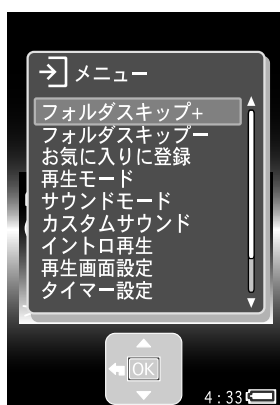 メニュー
フォルダスキップ+
フォルダスキップー
お気に入りに登録
再生モード
サウンドモード
カスタムサウンド
イントロ再生
再生画面設定
タイマー設定
OK
4:33